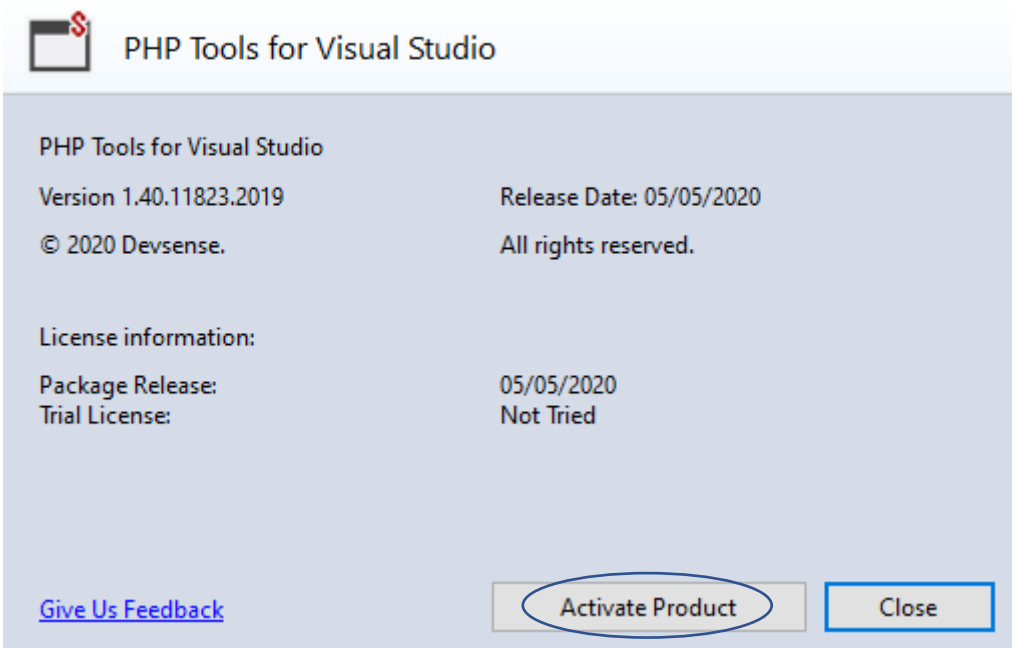 PHP Tools for Visual Studio
PHP Tools for Visual Studio
Version 1.40.11823.2019 Release Date: 05/05/2020
© 2020 Devsense. All rights reserved.
License information:
Package Release: 05/05/2020
Trial License: Not Tried
Give Us Feedback Activate Product Close